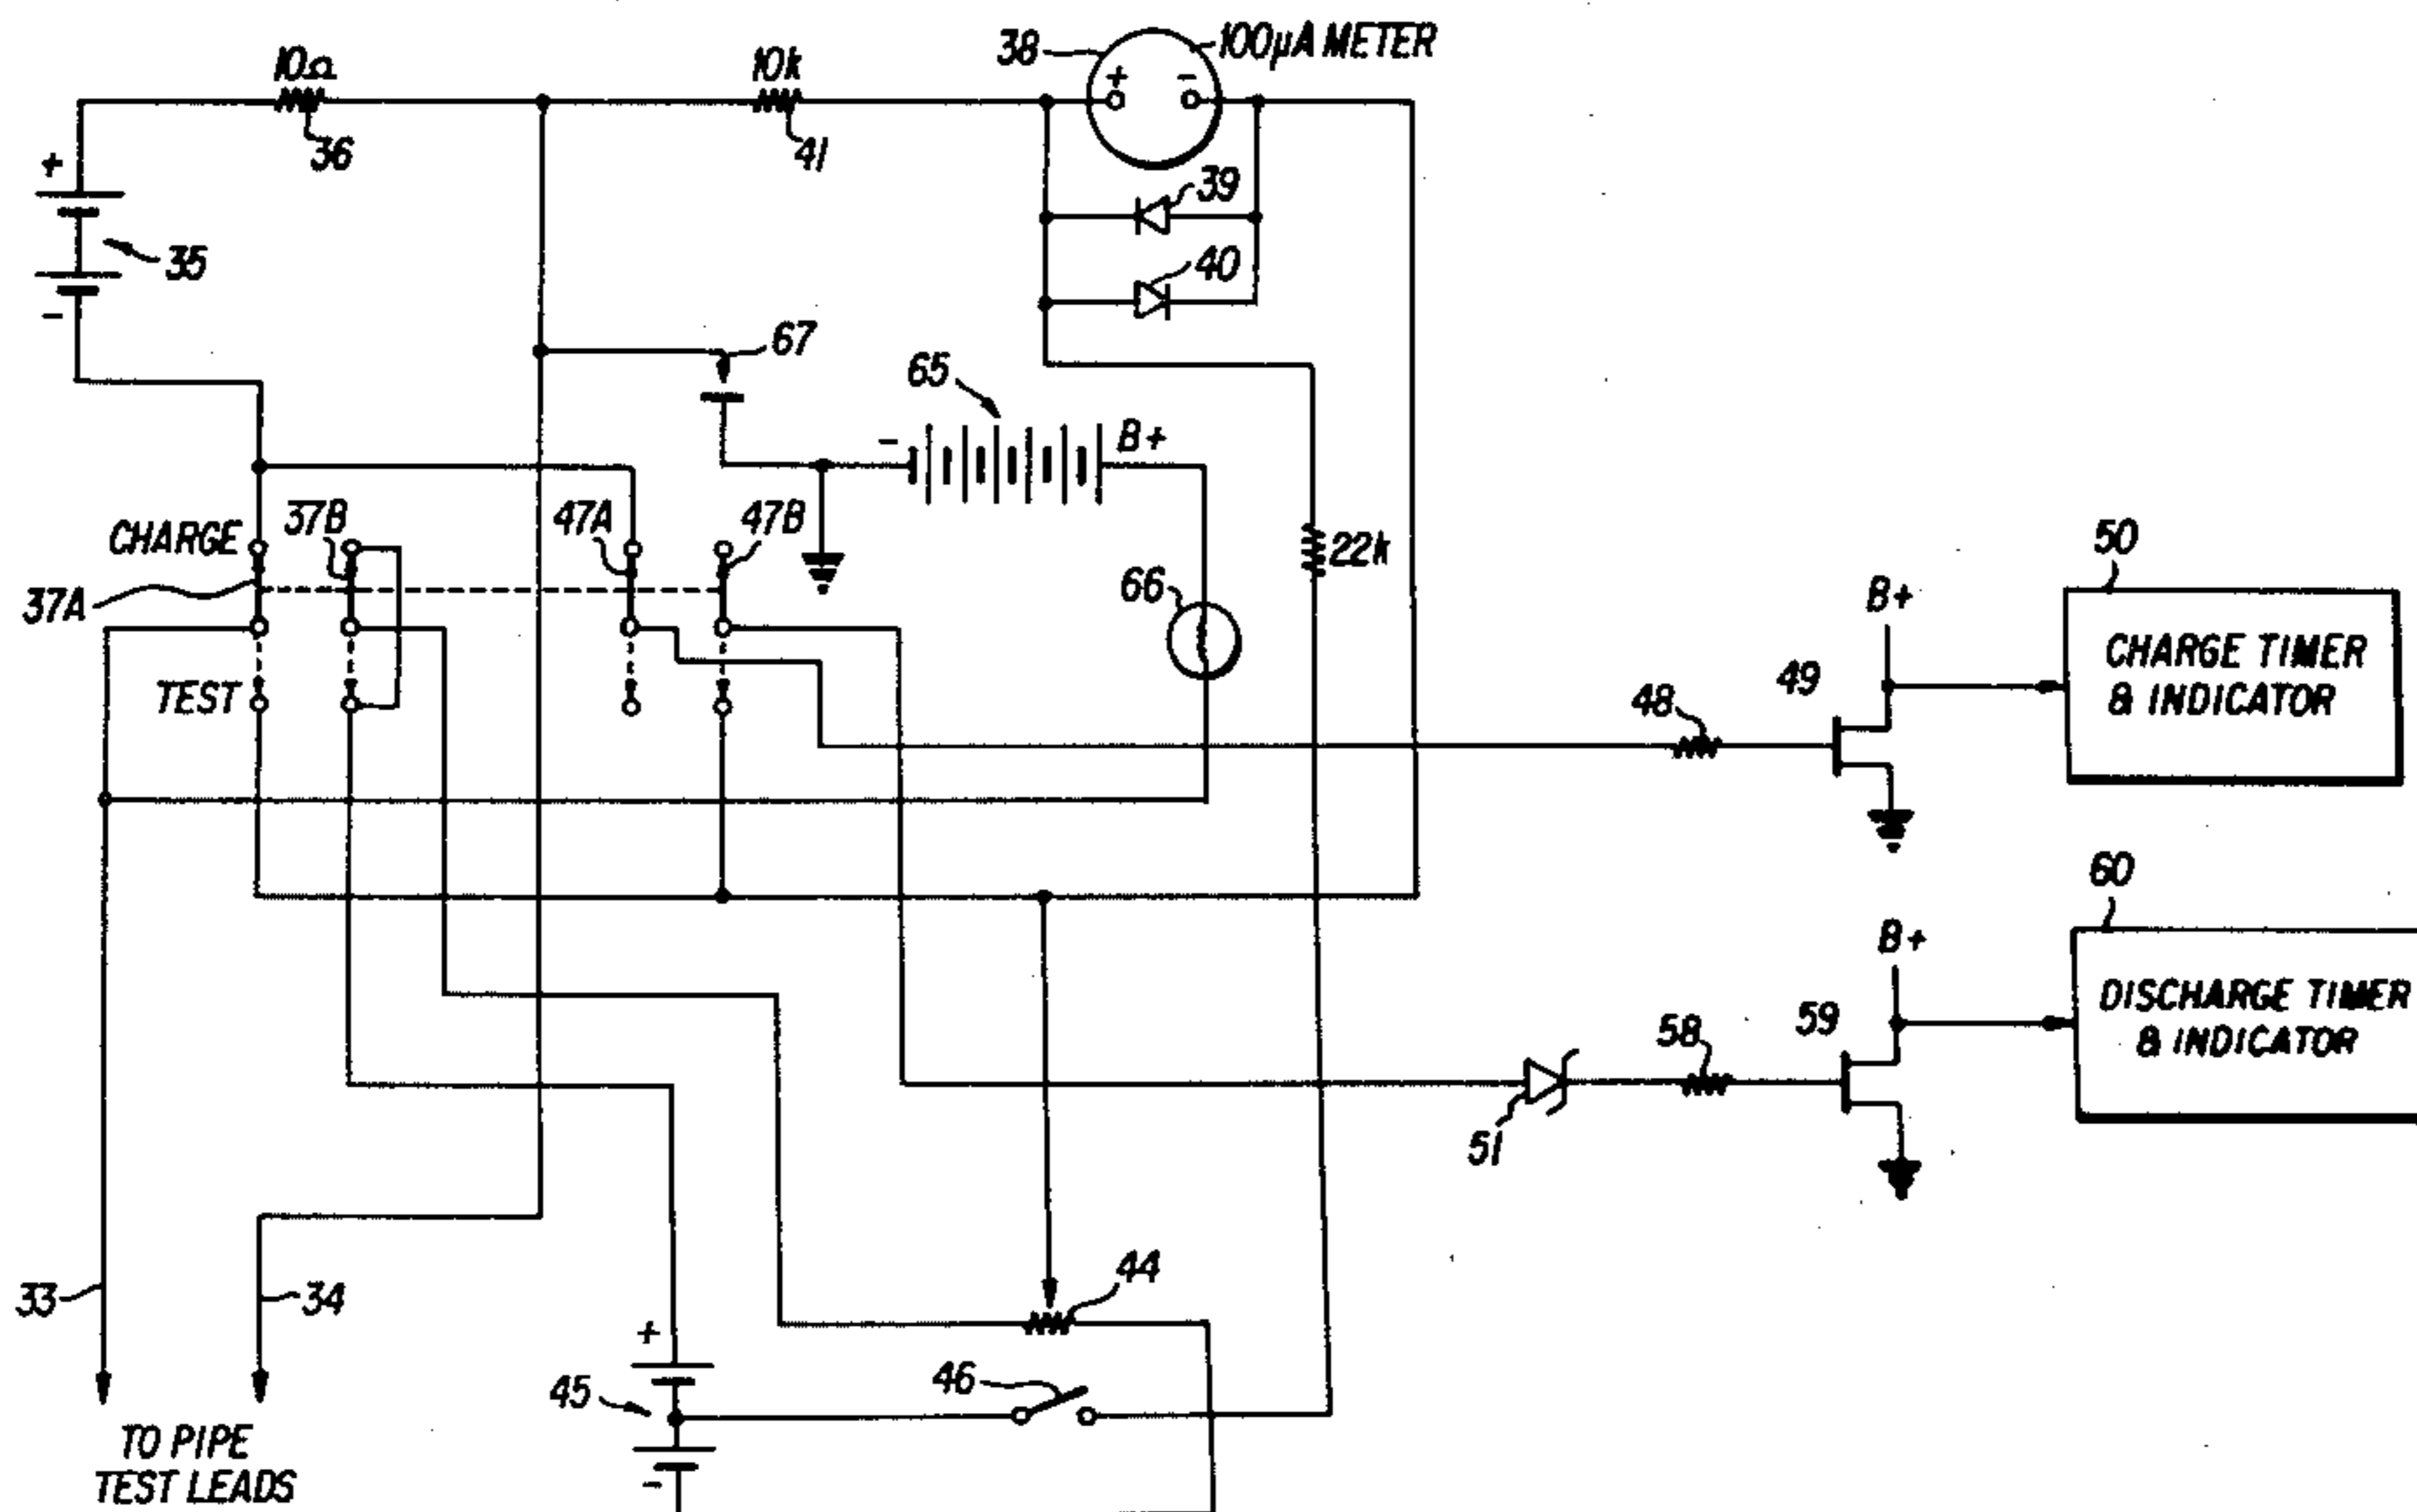 10Ω
10k
38
100µA METER
36
41
+
-
39
+
35
40
-
67
65
-
B+
CHARGE
37B
47A
47B
22k
50
37A
66
B+
CHARGE TIMER
& INDICATOR
TEST
49
48
60
B+
DISCHARGE TIMER
& INDICATOR
59
58
51
44
33
34
+
46
45
-
TO PIPE
TEST LEADS